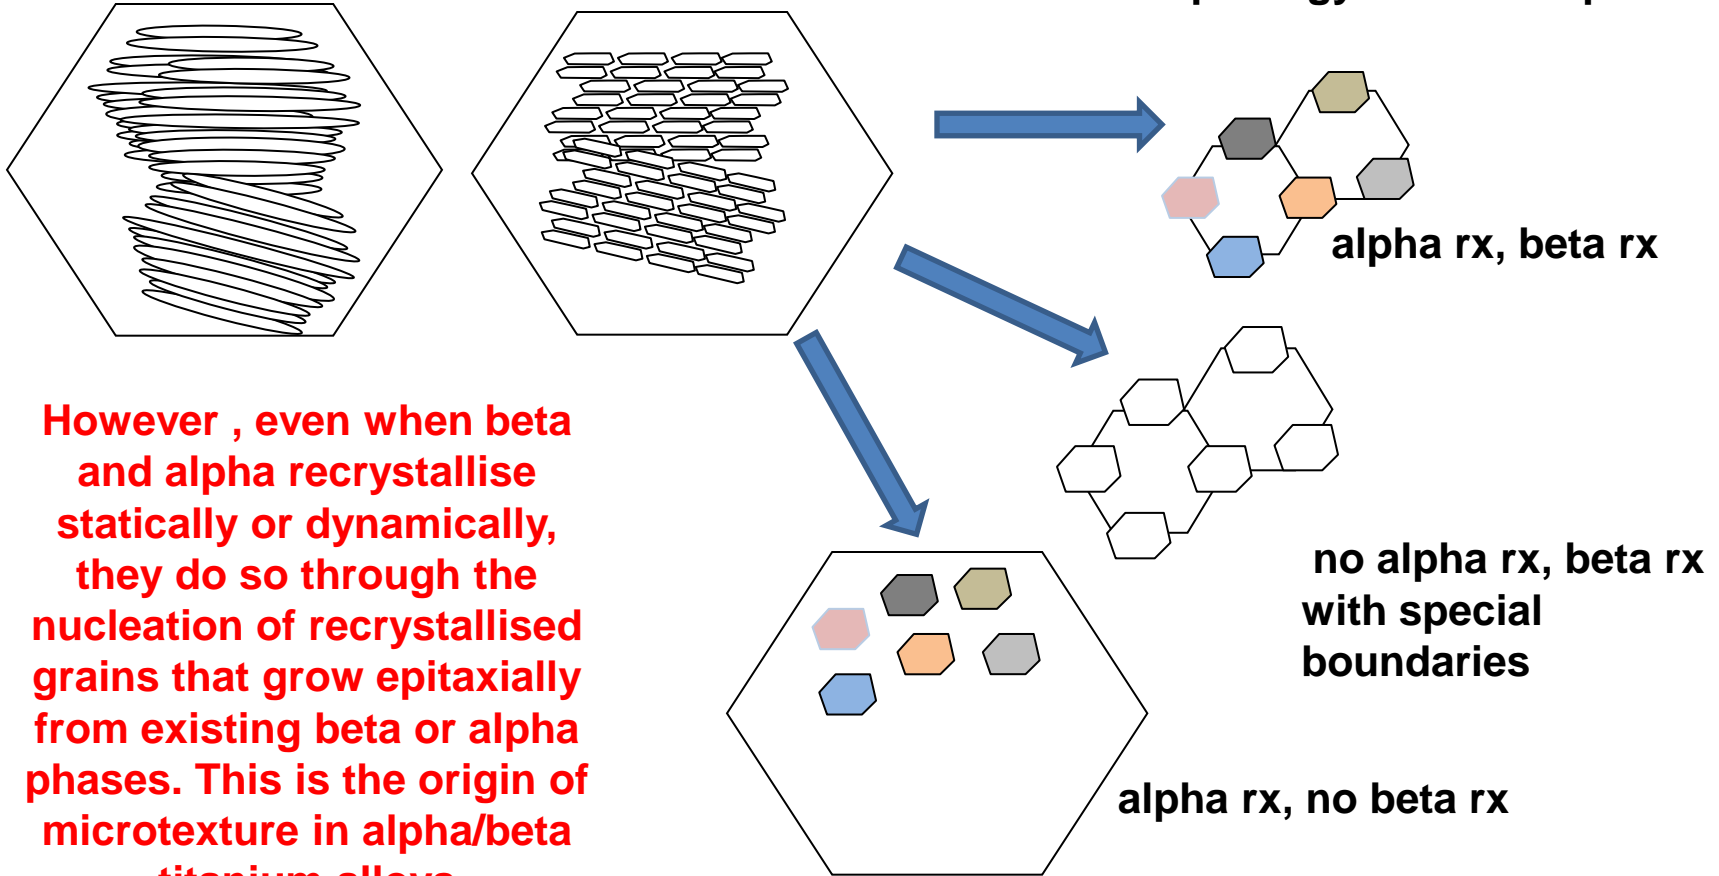 alpha rx, beta rx
However , even when beta
and alpha recrystallise
statically or dynamically,
they do so through the
nucleation of recrystallised
grains that grow epitaxially
from existing beta or alpha
phases. This is the origin of
microtexture in alpha/beta
titanium alloys
no alpha rx, beta rx
with special
boundaries
alpha rx, no beta rx